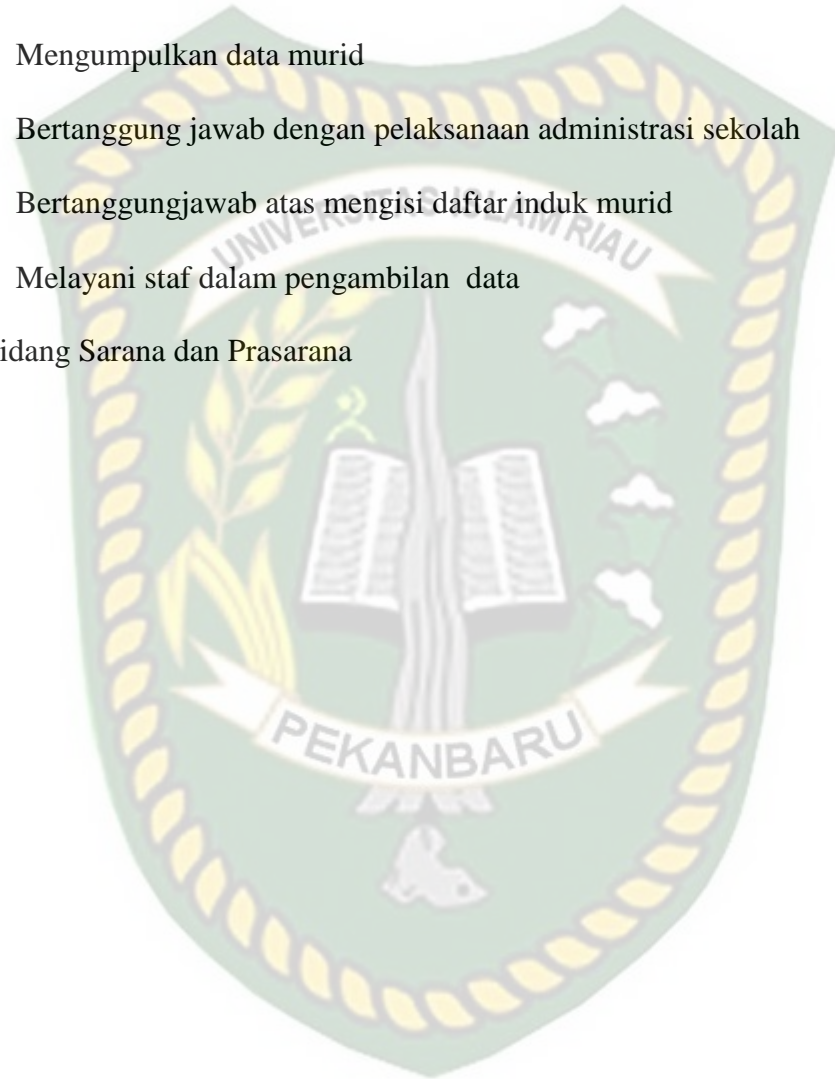 Mengumpulkan data murid
Bertanggung jawab dengan pelaksanaan administrasi sekolah
Bertanggungjawab atas mengisi daftar induk murid
UNIVERSITAS ISLAM RIAU
Melayani staf dalam pengambilan data
idang Sarana dan Prasarana
PEKANBARU